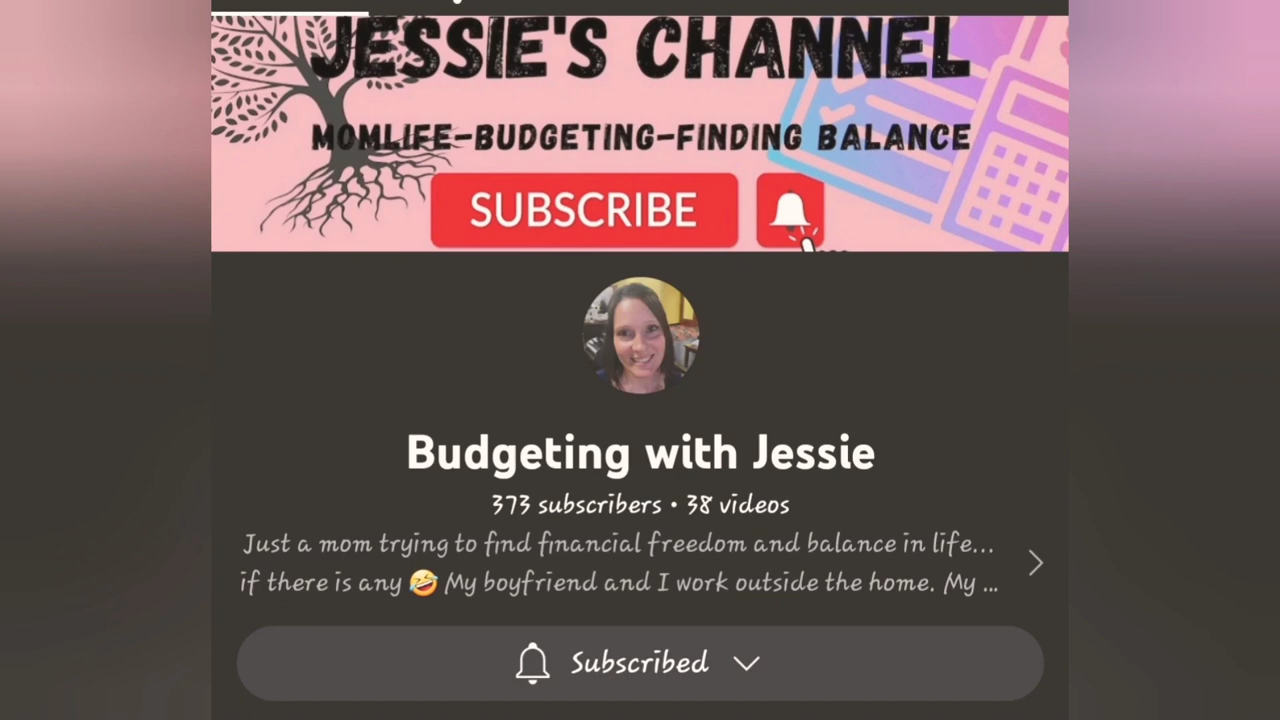 JESSIE'S CHANNEL
MOMLIFE-BUDGETING-FINDING BALANCE
SUBSCRIBE
Budgeting with Jessie
373 subscribers • 38 videos
Just a mom trying to find financial freedom and balance in life...
if there is any 🤣 My boyfriend and I work outside the home. My ...
Subscribed